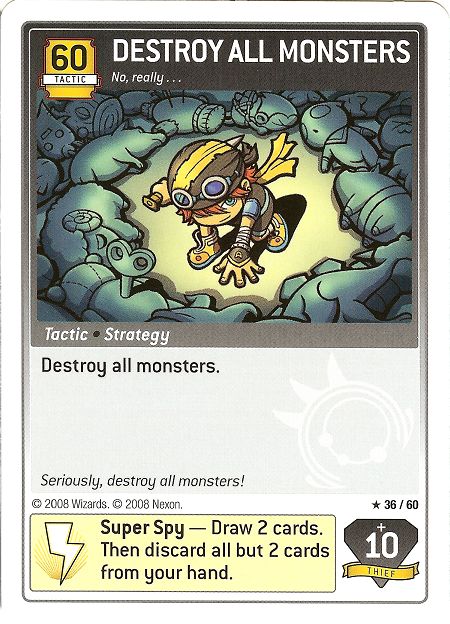 60
TACTIC
DESTROY ALL MONSTERS
No, really . . .
Tactic • Strategy
Destroy all monsters.
Seriously, destroy all monsters!
© 2008 Wizards. © 2008 Nexon.
★ 36 / 60
Super Spy — Draw 2 cards.
Then discard all but 2 cards
from your hand.
+
10
THIEF